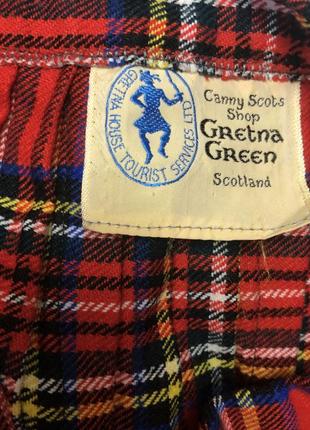 GRETNA HOUSE TOURIST SERVICES LTD.
Canny Scots
Shop
GRETNA
GREEN
Scotland